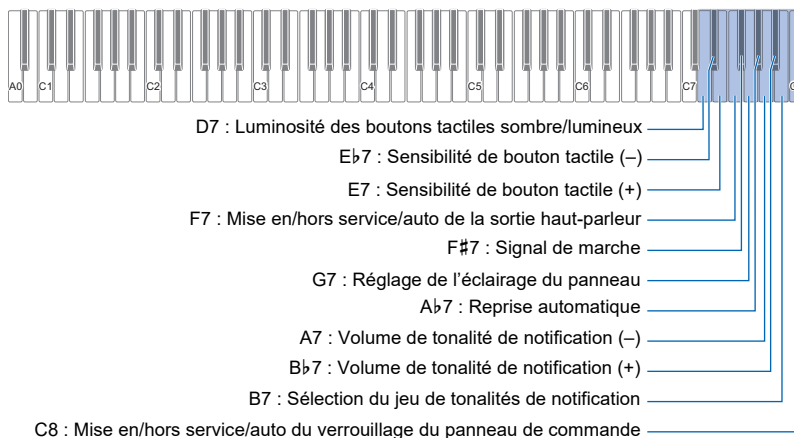 A0 C1 C2 C3 C4 C5 C6 C7
D7 : Luminosité des boutons tactiles sombre/lumineux
E♭7 : Sensibilité de bouton tactile (–)
E7 : Sensibilité de bouton tactile (+)
F7 : Mise en/hors service/auto de la sortie haut-parleur
F♯7 : Signal de marche
G7 : Réglage de l’éclairage du panneau
A♭7 : Reprise automatique
A7 : Volume de tonalité de notification (–)
B♭7 : Volume de tonalité de notification (+)
B7 : Sélection du jeu de tonalités de notification
C8 : Mise en/hors service/auto du verrouillage du panneau de commande